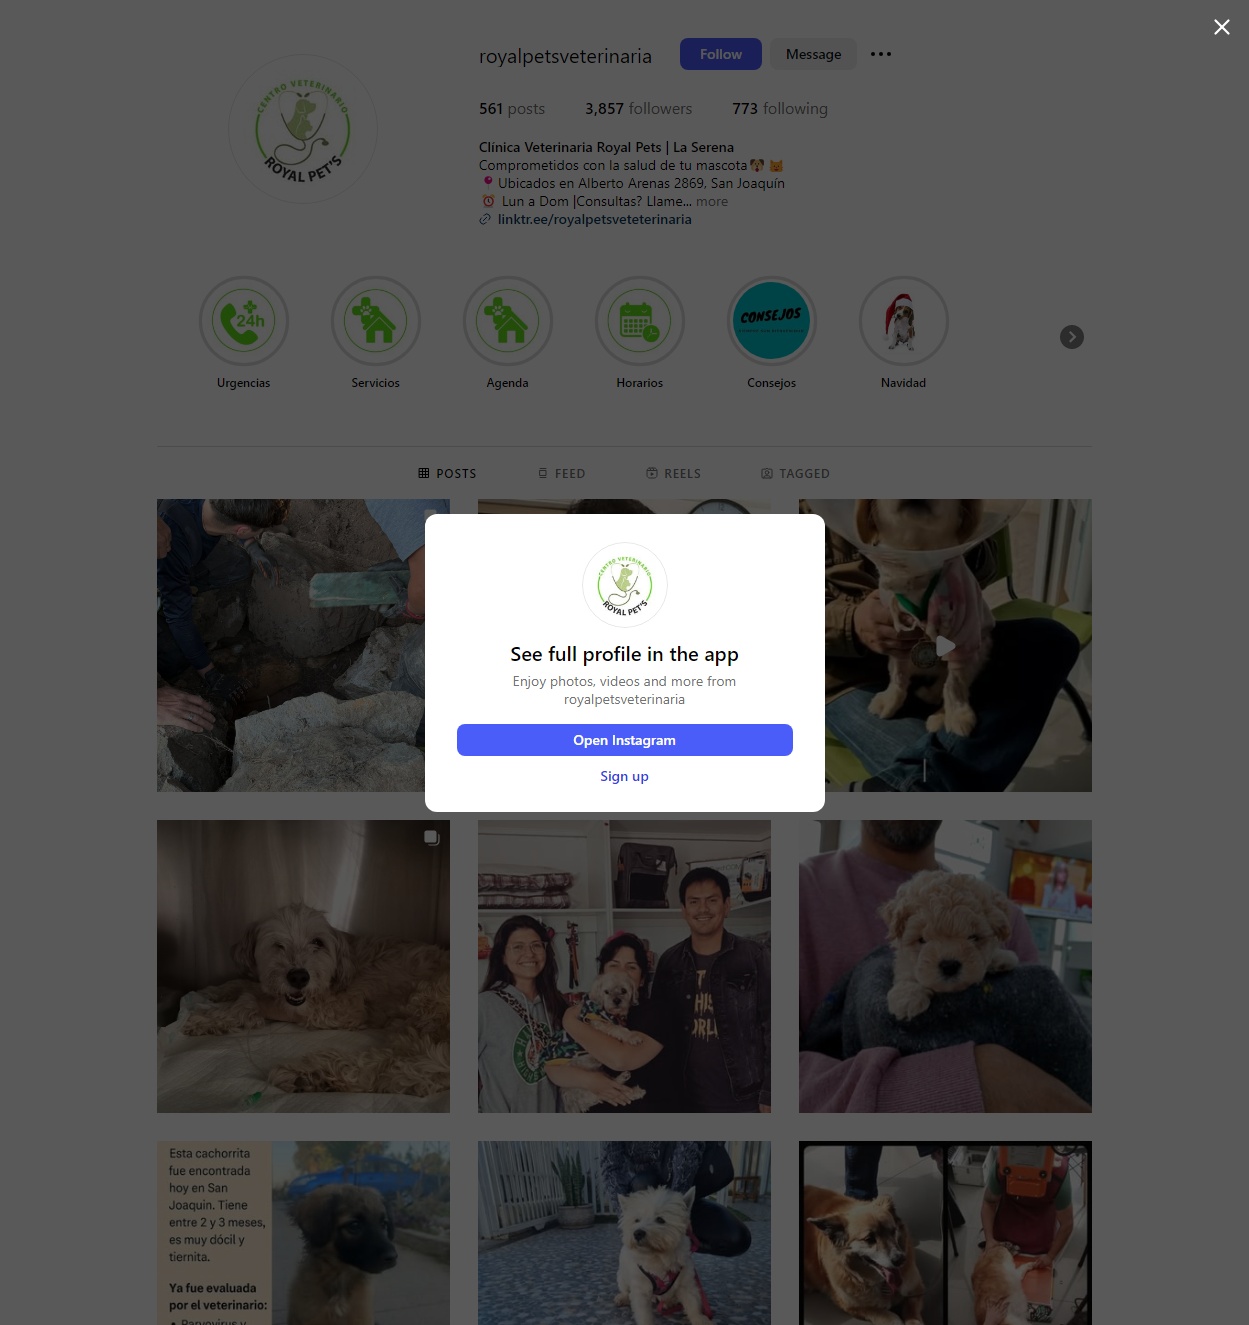 royalpetsveterinaria
Follow
Message
561 posts
3,857 followers
773 following
Clínica Veterinaria Royal Pets | La Serena
Comprometidos con la salud de tu mascota🐶 🐱
📍 Ubicados en Alberto Arenas 2869, San Joaquín
⏰ Lun a Dom |Consultas? Llame... more
linktr.ee/royalpetsveteterinaria
CENTRO VETERINARIO
ROYAL PET'S
24h
CONSEJOS
Urgencias
Servicios
Agenda
Horarios
Consejos
Navidad
POSTS
FEED
REELS
TAGGED
CENTRO VETERINARIO
ROYAL PET'S
See full profile in the app
Enjoy photos, videos and more from
royalpetsveterinaria
Open Instagram
Sign up
Esta cachorrita
fue encontrada
hoy en San
Joaquin. Tiene
entre 2 y 3 meses,
es muy dócil y
tiernita.
Ya fue evaluada
por el veterinario:
• Parvovirus y